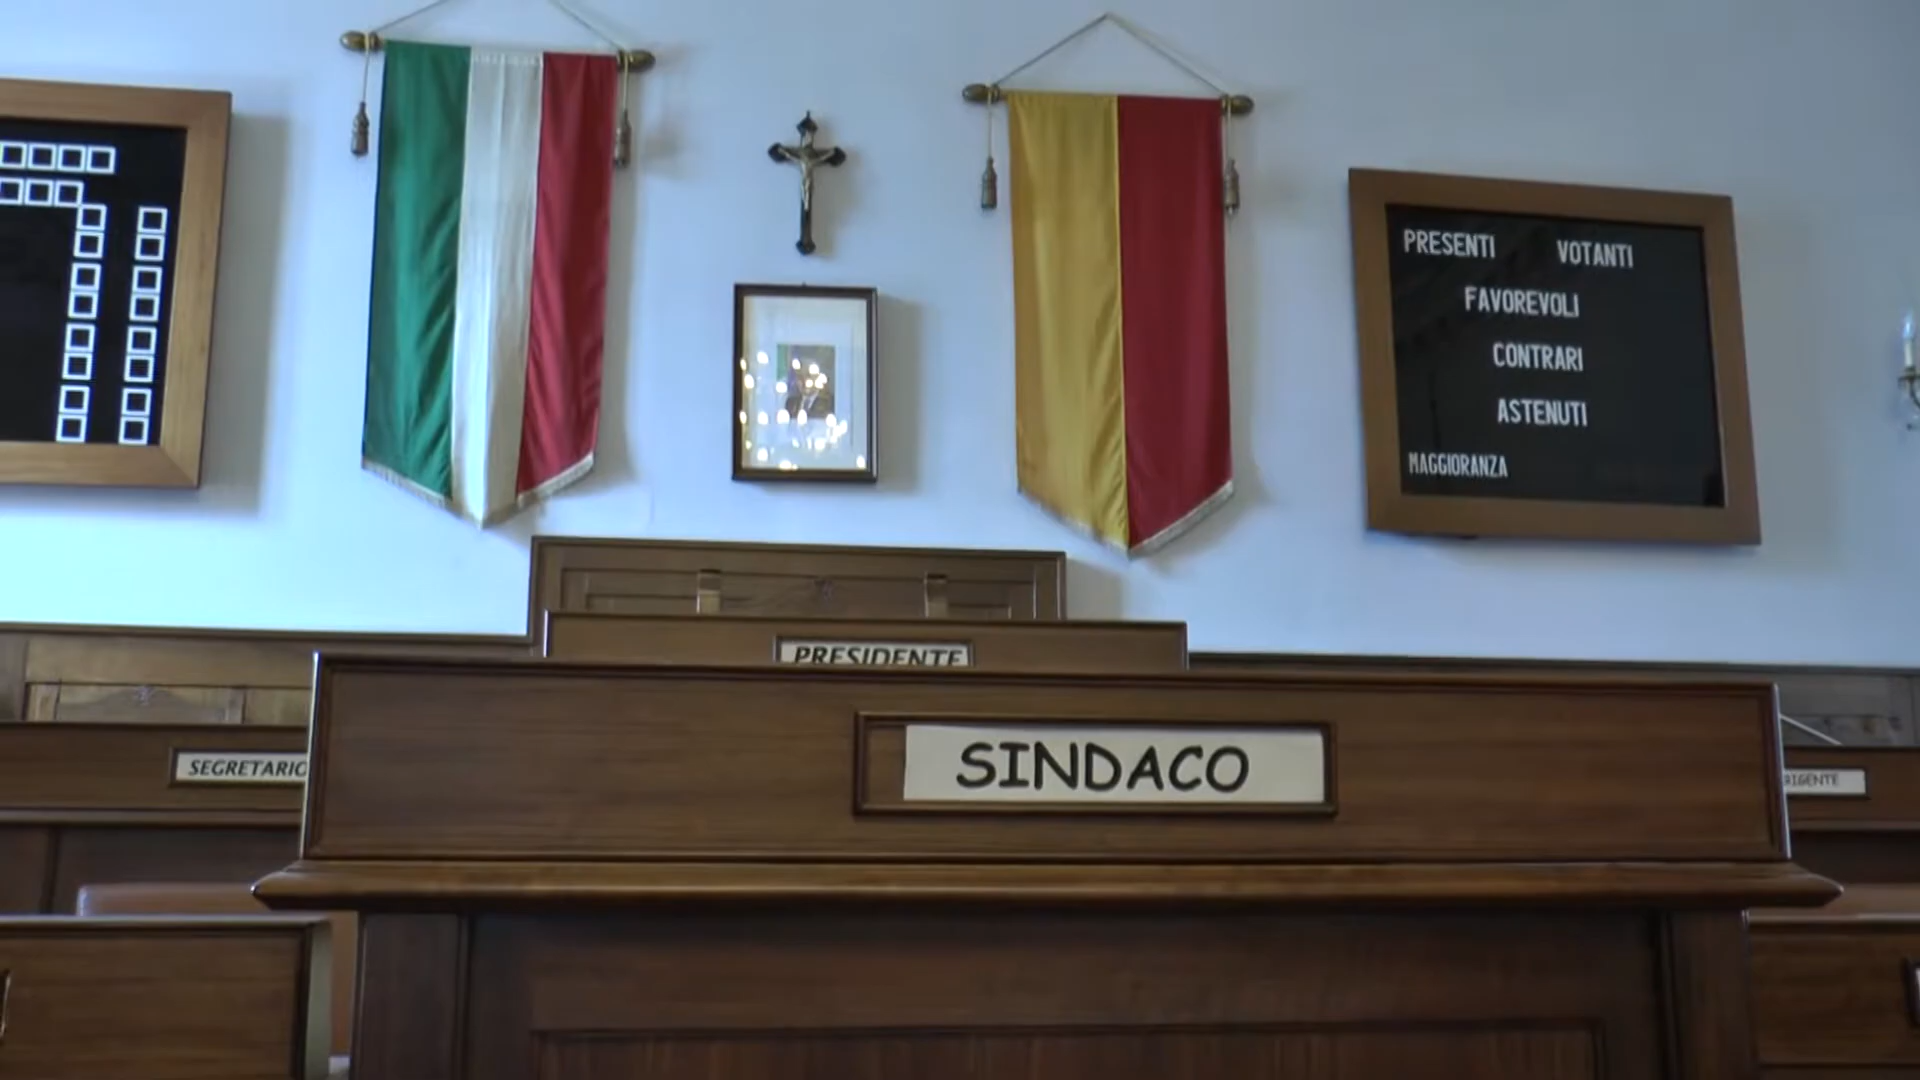 PRESENTI VOTANTI
FAVOREVOLI
CONTRARI
ASTENUTI
MAGGIORANZA
PRESIDENTE
SINDACO
SEGRETARIO